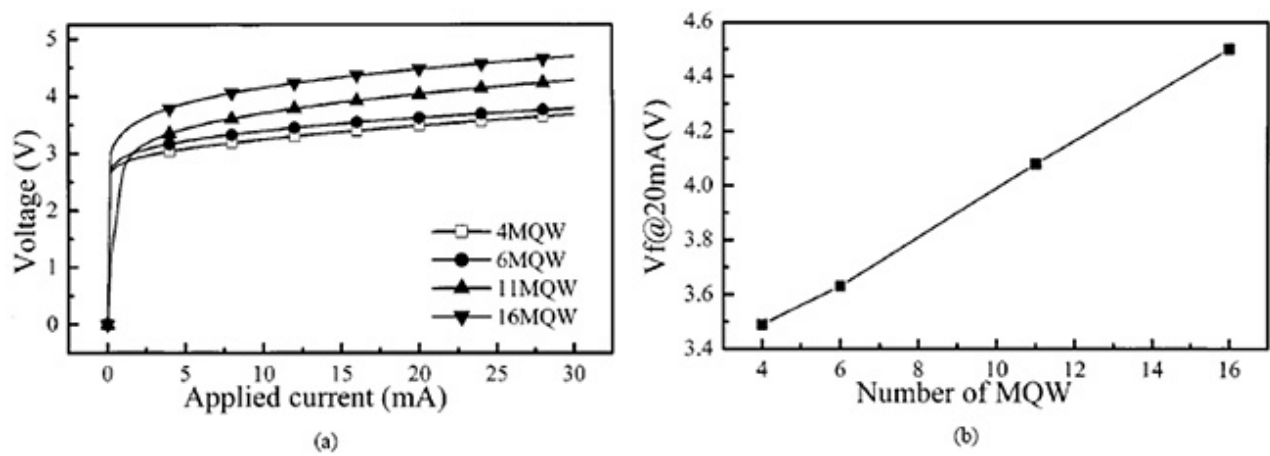 5
4
3
2
1
0
Voltage (V)
4MQW
6MQW
11MQW
16MQW
0 5 10 15 20 25 30
Applied current (mA)
(a)
4.6
4.4
4.2
4.0
3.8
3.6
3.4
Vf@20mA(V)
4 6 8 10 12 14 16
Number of MQW
(b)